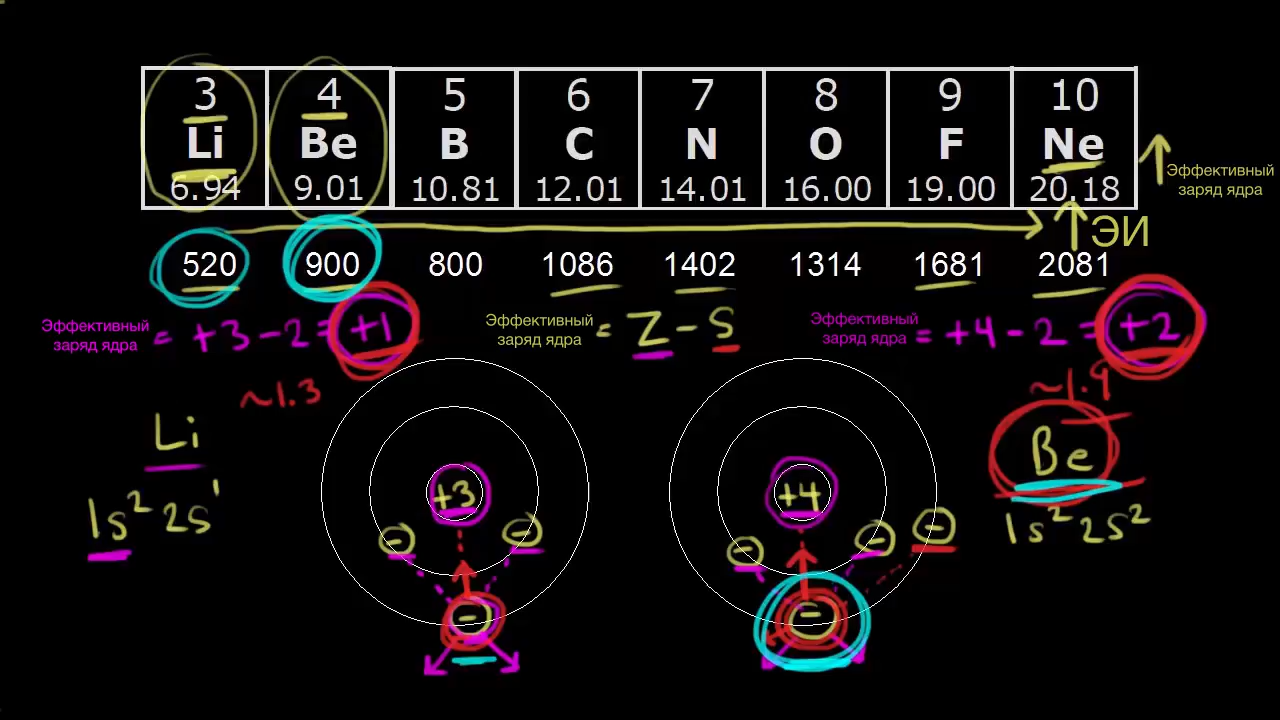 3 4 5 6 7 8 9 10
Li Be B C N O F Ne
6.94 9.01 10.81 12.01 14.01 16.00 19.00 20.18
Эффективный
заряд ядра
ЭИ
520 900 800 1086 1402 1314 1681 2081
Эффективный
заряд ядра
= +3 - 2 = +1
Эффективный
заряд ядра
= Z - S
Эффективный
заряд ядра
= +4 - 2 = +2
~1.3
~1.9
Li
Be
1s² 2s¹
1s² 2s²
+3
+4
- -
- - -
-
-